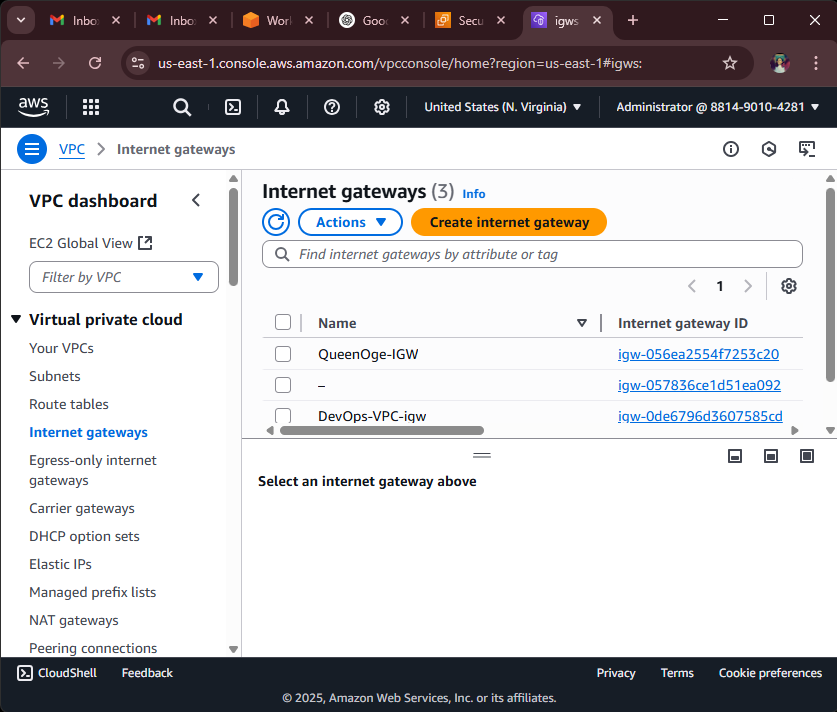 Inbo
Inbo
Work
Goo
Secu
igws
us-east-1.console.aws.amazon.com/vpcconsole/home?region=us-east-1#igws:
aws
United States (N. Virginia)
Administrator @ 8814-9010-4281
VPC
Internet gateways
VPC dashboard
EC2 Global View
Filter by VPC
Virtual private cloud
Your VPCs
Subnets
Route tables
Internet gateways
Egress-only internet
gateways
Carrier gateways
DHCP option sets
Elastic IPs
Managed prefix lists
NAT gateways
Peering connections
Internet gateways (3) Info
Actions
Create internet gateway
Find internet gateways by attribute or tag
1
Name Internet gateway ID
QueenOge-IGW igw-056ea2554f7253c20
– igw-057836ce1d51ea092
DevOps-VPC-igw igw-0de6796d3607585cd
Select an internet gateway above
CloudShell Feedback Privacy Terms Cookie preferences
© 2025, Amazon Web Services, Inc. or its affiliates.